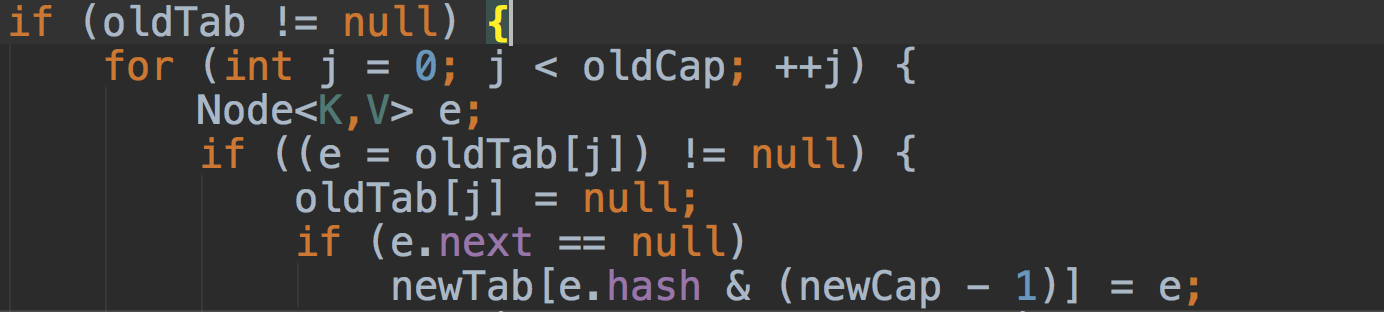 if (oldTab != null) {
for (int j = 0; j < oldCap; ++j) {
Node<K,V> e;
if ((e = oldTab[j]) != null) {
oldTab[j] = null;
if (e.next == null)
newTab[e.hash & (newCap - 1)] = e;